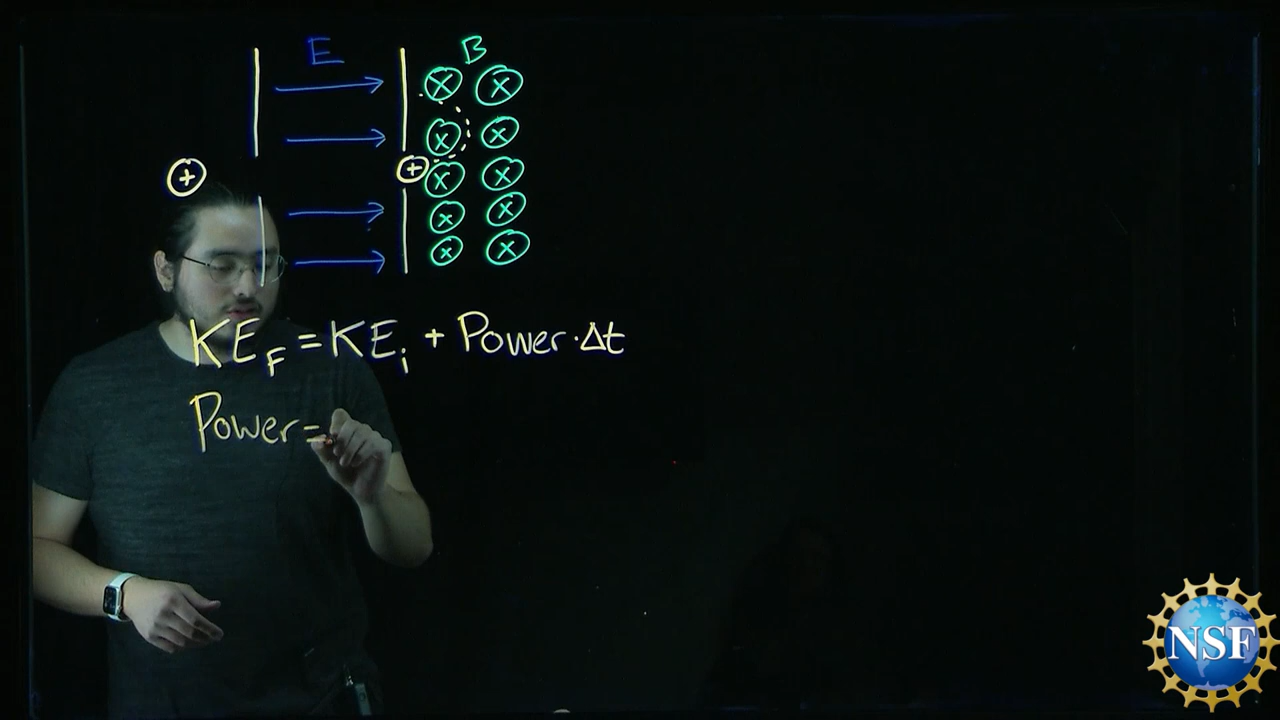 E B
KE_F = KE_i + Power · Δt
Power =
NSF